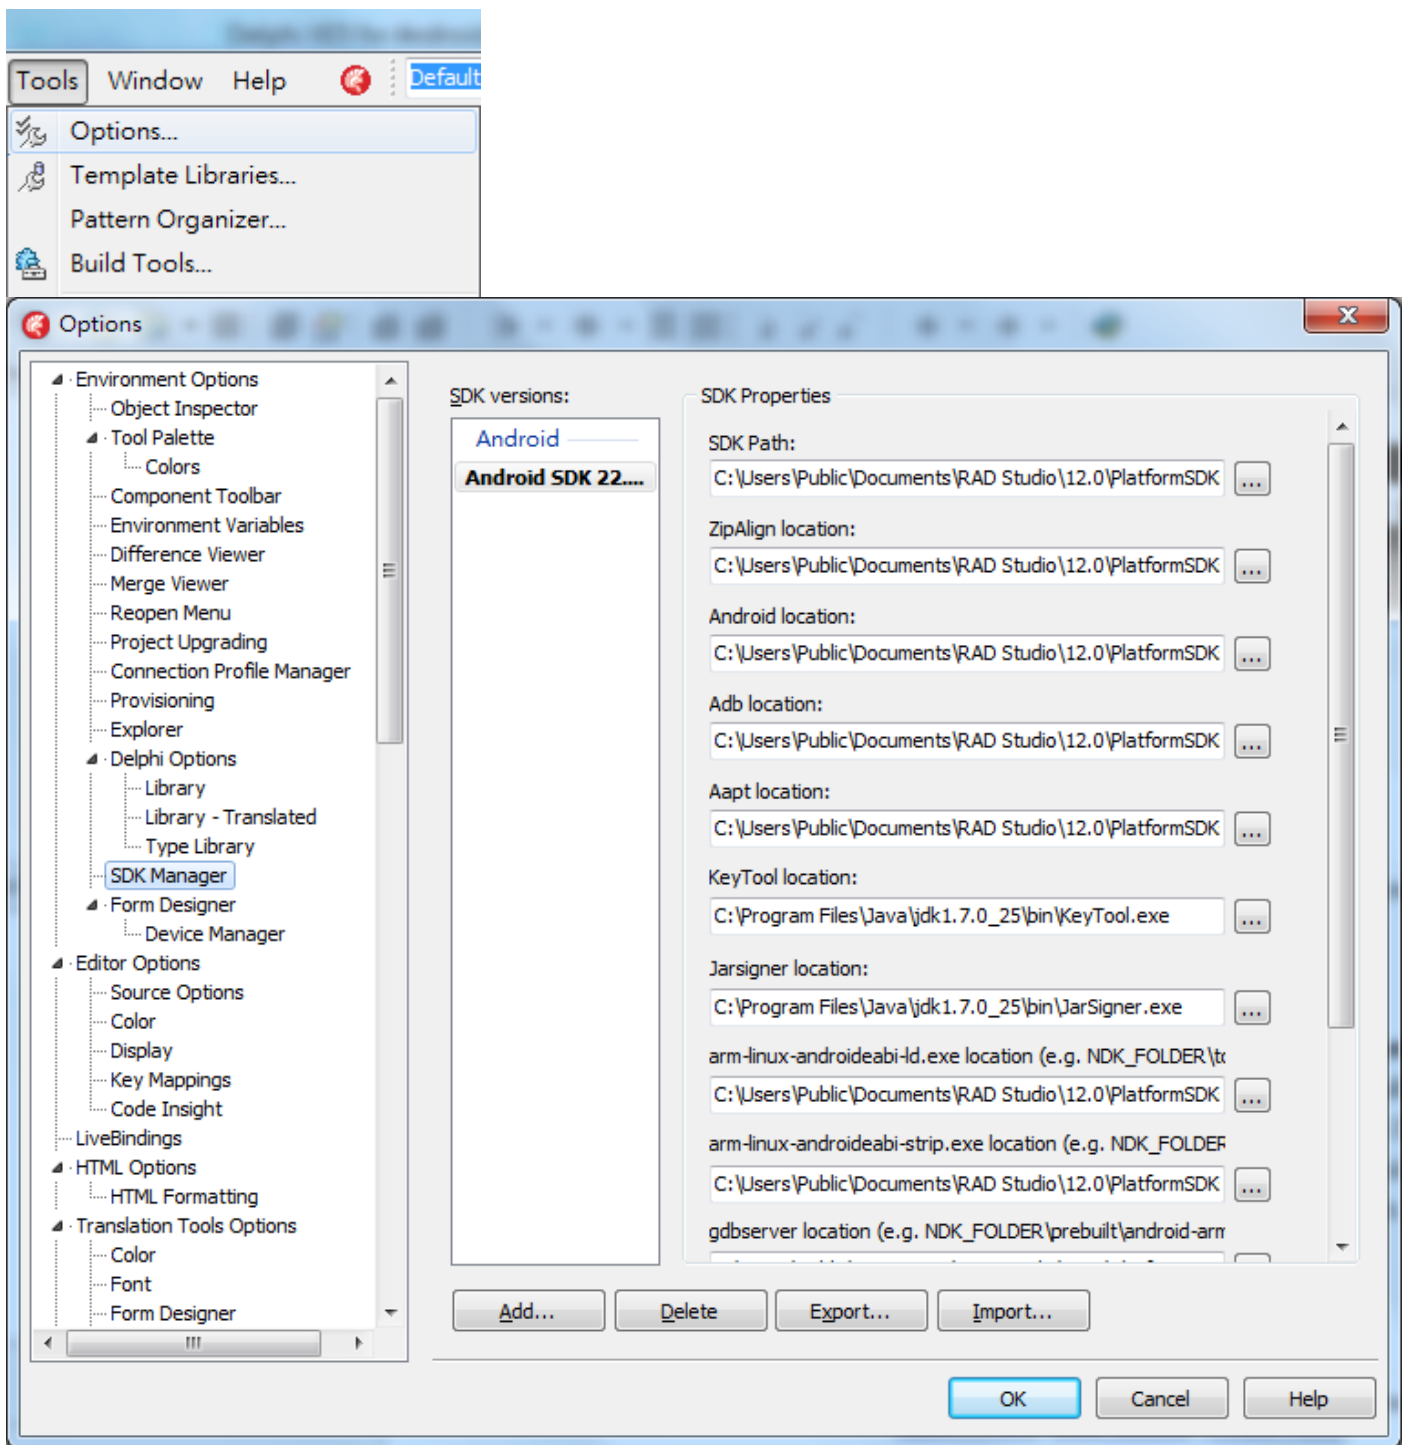 Tools Window Help Default
Options...
Template Libraries...
Pattern Organizer...
Build Tools...
Options
Environment Options
Object Inspector
Tool Palette
Colors
Component Toolbar
Environment Variables
Difference Viewer
Merge Viewer
Reopen Menu
Project Upgrading
Connection Profile Manager
Provisioning
Explorer
Delphi Options
Library
Library - Translated
Type Library
SDK Manager
Form Designer
Device Manager
Editor Options
Source Options
Color
Display
Key Mappings
Code Insight
LiveBindings
HTML Options
HTML Formatting
Translation Tools Options
Color
Font
Form Designer
SDK versions:
Android
Android SDK 22....
SDK Properties
SDK Path:
C:\Users\Public\Documents\RAD Studio\12.0\PlatformSDK
...
ZipAlign location:
C:\Users\Public\Documents\RAD Studio\12.0\PlatformSDK
...
Android location:
C:\Users\Public\Documents\RAD Studio\12.0\PlatformSDK
...
Adb location:
C:\Users\Public\Documents\RAD Studio\12.0\PlatformSDK
...
Aapt location:
C:\Users\Public\Documents\RAD Studio\12.0\PlatformSDK
...
KeyTool location:
C:\Program Files\Java\jdk1.7.0_25\bin\KeyTool.exe
...
Jarsigner location:
C:\Program Files\Java\jdk1.7.0_25\bin\JarSigner.exe
...
arm-linux-androideabi-ld.exe location (e.g. NDK_FOLDER\to
C:\Users\Public\Documents\RAD Studio\12.0\PlatformSDK
...
arm-linux-androideabi-strip.exe location (e.g. NDK_FOLDER
C:\Users\Public\Documents\RAD Studio\12.0\PlatformSDK
...
gdbserver location (e.g. NDK_FOLDER\prebuilt\android-arm
Add... Delete Export... Import...
OK Cancel Help